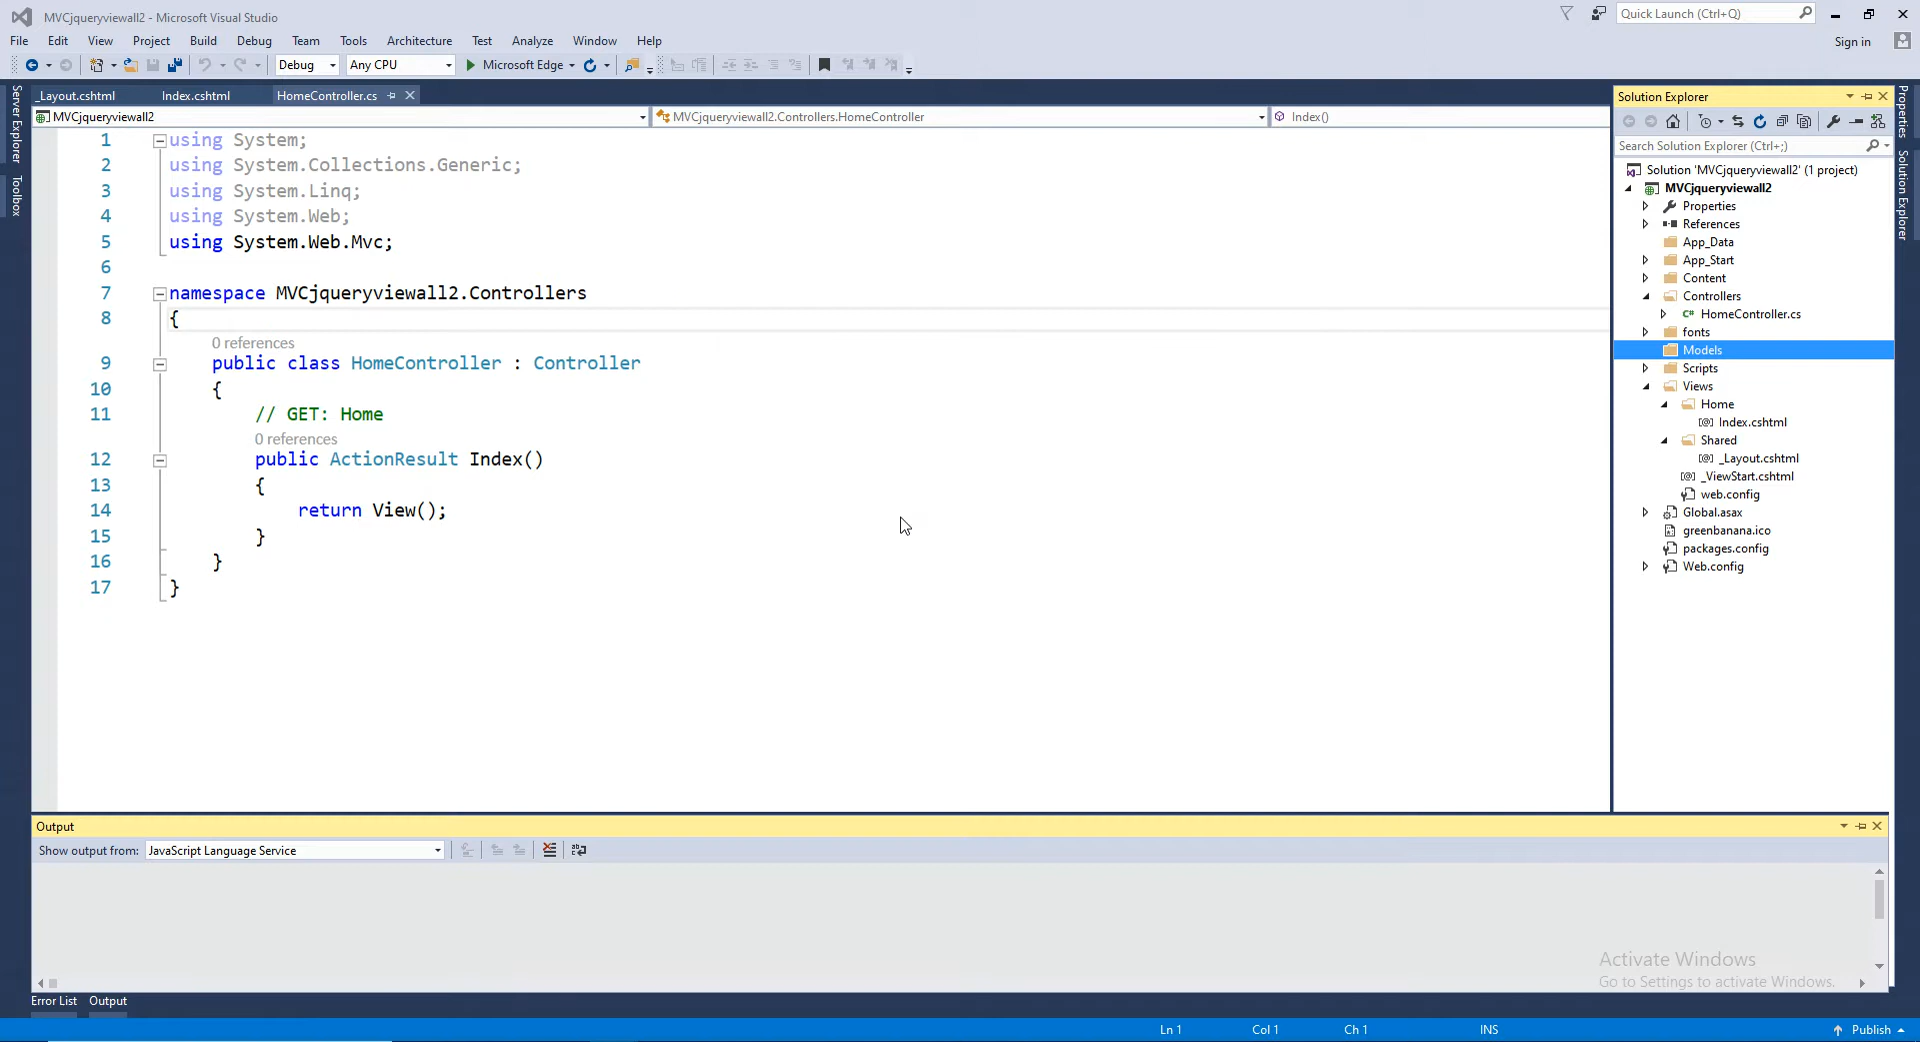 MVCjqueryviewall2 - Microsoft Visual Studio
Quick Launch (Ctrl+Q)
File Edit View Project Build Debug Team Tools Architecture Test Analyze Window Help
Sign in
Debug Any CPU Microsoft Edge
Server Explorer
Toolbox
_Layout.cshtml Index.cshtml HomeController.cs
MVCjqueryviewall2 MVCjqueryviewall2.Controllers.HomeController Index()
1 using System;
2 using System.Collections.Generic;
3 using System.Linq;
4 using System.Web;
5 using System.Web.Mvc;
6
7 namespace MVCjqueryviewall2.Controllers
8 {
0 references
9 public class HomeController : Controller
10 {
11 // GET: Home
0 references
12 public ActionResult Index()
13 {
14 return View();
15 }
16 }
17 }
Solution Explorer
Search Solution Explorer (Ctrl+;)
Solution 'MVCjqueryviewall2' (1 project)
MVCjqueryviewall2
Properties
References
App_Data
App_Start
Content
Controllers
C# HomeController.cs
fonts
Models
Scripts
Views
Home
[@] Index.cshtml
Shared
[@] _Layout.cshtml
[@] _ViewStart.cshtml
web.config
Global.asax
greenbanana.ico
packages.config
Web.config
Properties
Solution Explorer
Output
Show output from: JavaScript Language Service
Activate Windows
Go to Settings to activate Windows.
Error List Output
Ln 1 Col 1 Ch 1 INS Publish